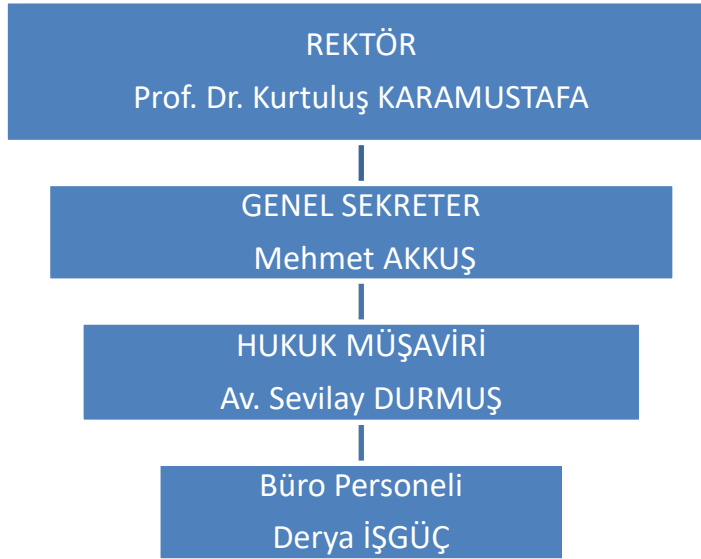 REKTÖR
Prof. Dr. Kurtuluş KARAMUSTAFA
GENEL SEKRETER
Mehmet AKKUŞ
HUKUK MÜŞAVİRİ
Av. Sevilay DURMUŞ
Büro Personeli
Derya İŞGÜÇ